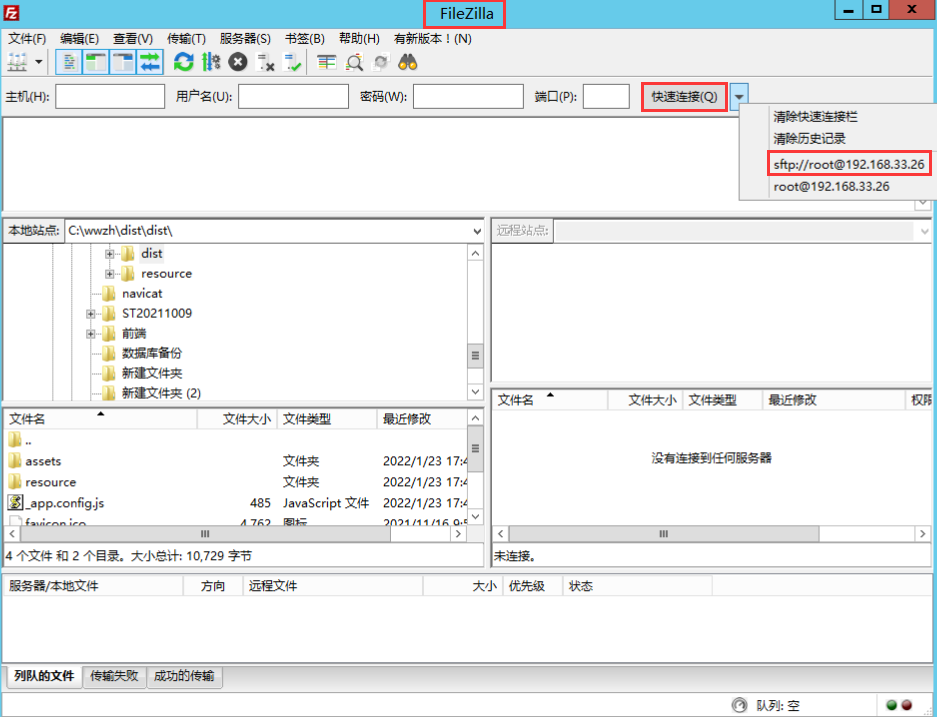 FileZilla
文件(F) 编辑(E) 查看(V) 传输(T) 服务器(S) 书签(B) 帮助(H) 有新版本！(N)
主机(H): 用户名(U): 密码(W): 端口(P): 快速连接(Q)
清除快速连接栏
清除历史记录
sftp://root@192.168.33.26
root@192.168.33.26
本地站点: C:\wwzh\dist\dist\
远程站点:
dist
resource
navicat
ST20211009
前端
数据库备份
新建文件夹
新建文件夹 (2)
文件名 文件大小 文件类型 最近修改
..
assets 文件夹 2022/1/23 17:4
resource 文件夹 2022/1/23 17:4
_app.config.js 485 JavaScript 文件 2022/1/23 17:4
favicon.ico 4,762 图标 2021/11/16 9:5
4 个文件 和 2 个目录。大小总计: 10,729 字节
文件名 文件大小 文件类型 最近修改 权限
没有连接到任何服务器
未连接。
服务器/本地文件 方向 远程文件 大小 优先级 状态
列队的文件 传输失败 成功的传输
队列: 空